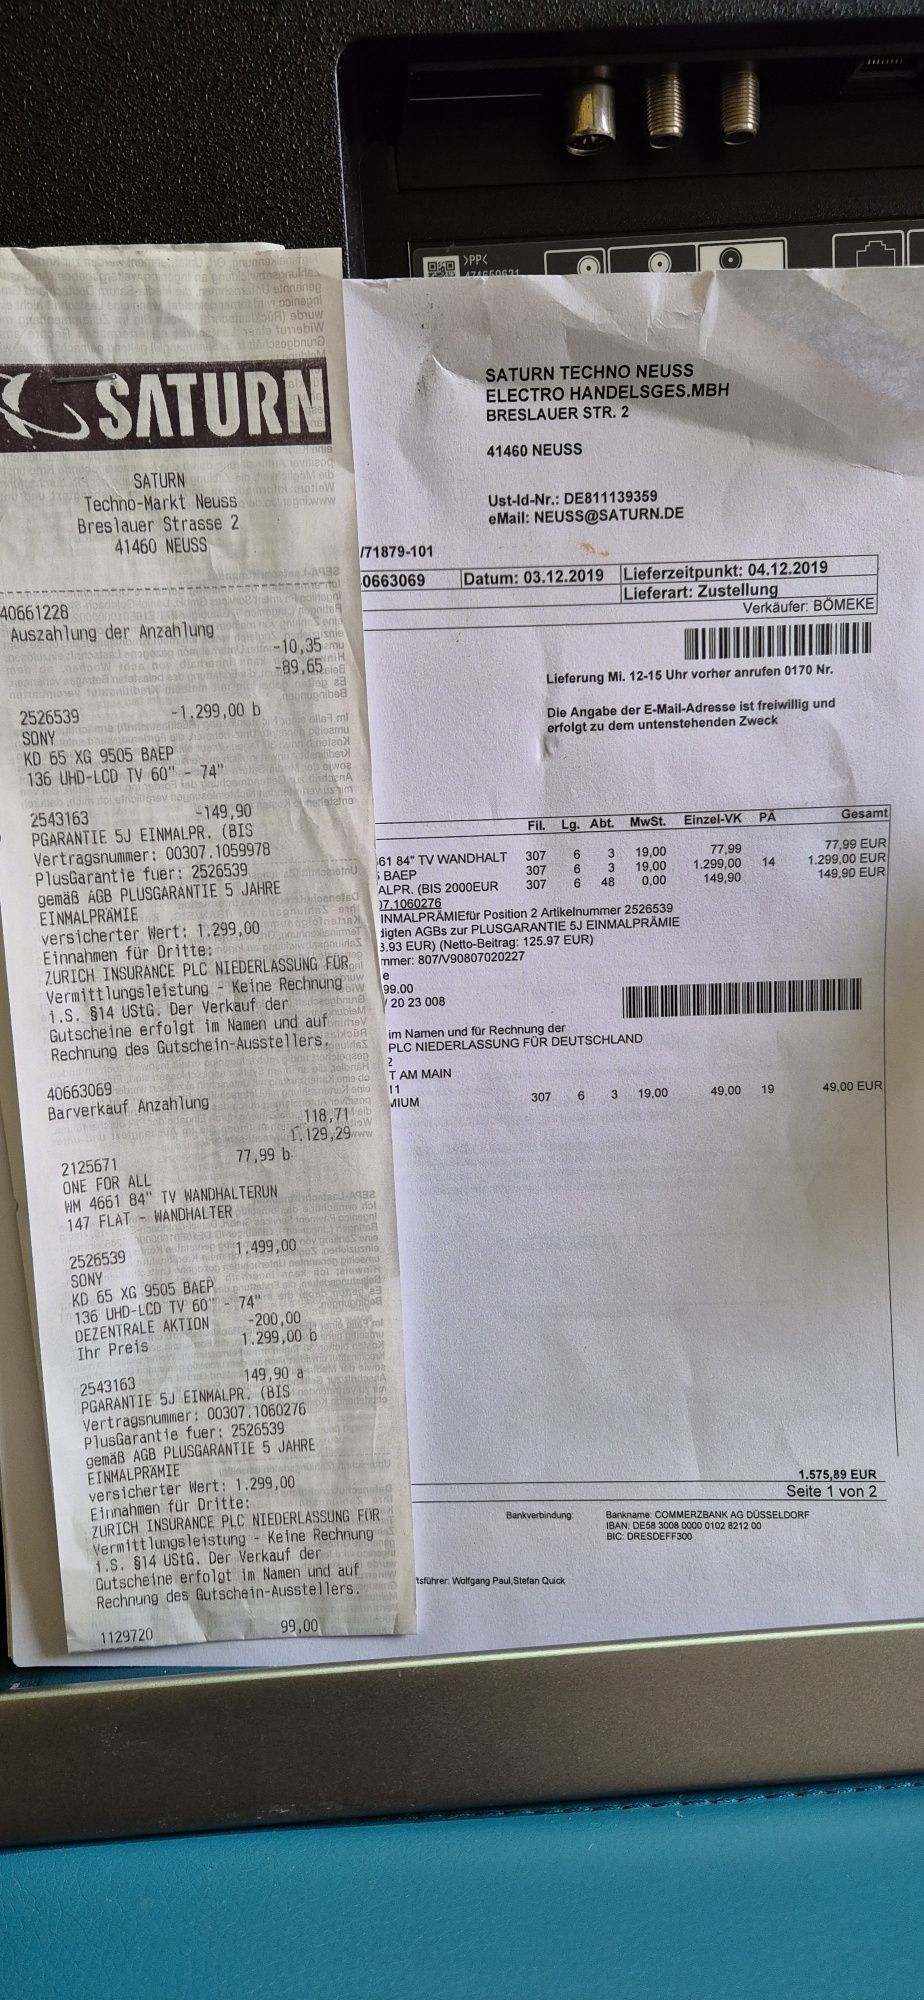 SATURN
SATURN
Techno-Markt Neuss
Breslauer Strasse 2
41460 NEUSS
40661228
Auszahlung der Anzahlung
-10,35
-89,65
2526539 -1.299,00 b
SONY
KD 65 XG 9505 BAEP
136 UHD-LCD TV 60" - 74"
2543163 -149,90
PGARANTIE 5J EINMALPR. (BIS
Vertragsnummer: 00307.1059978
PlusGarantie fuer: 2526539
gemäß AGB PLUSGARANTIE 5 JAHRE
EINMALPRÄMIE
versicherter Wert: 1.299,00
Einnahmen für Dritte:
ZURICH INSURANCE PLC NIEDERLASSUNG FÜR
Vermittlungsleistung - Keine Rechnung
i.S. §14 UStG. Der Verkauf der
Gutscheine erfolgt im Namen und auf
Rechnung des Gutschein-Ausstellers.
40663069
Barverkauf Anzahlung
118,71
1.129,29
2125671 77,99 b
ONE FOR ALL
WM 4661 84" TV WANDHALTERUN
147 FLAT - WANDHALTER
2526539 1.499,00
SONY
KD 65 XG 9505 BAEP
136 UHD-LCD TV 60" - 74"
DEZENTRALE AKTION -200,00
Ihr Preis 1.299,00 b
2543163 149,90 a
PGARANTIE 5J EINMALPR. (BIS
Vertragsnummer: 00307.1060276
PlusGarantie fuer: 2526539
gemäß AGB PLUSGARANTIE 5 JAHRE
EINMALPRÄMIE
versicherter Wert: 1.299,00
Einnahmen für Dritte:
ZURICH INSURANCE PLC NIEDERLASSUNG FÜR
Vermittlungsleistung - Keine Rechnung
i.S. §14 UStG. Der Verkauf der
Gutscheine erfolgt im Namen und auf
Rechnung des Gutschein-Ausstellers.
1129720 99,00
>PP<
SATURN TECHNO NEUSS
ELECTRO HANDELSGES.MBH
BRESLAUER STR. 2
41460 NEUSS
Ust-Id-Nr.: DE811139359
eMail: NEUSS@SATURN.DE
/71879-101
0663069 Datum: 03.12.2019 Lieferzeitpunkt: 04.12.2019
Lieferart: Zustellung
Verkäufer: BÖMEKE
Lieferung Mi. 12-15 Uhr vorher anrufen 0170 Nr.
Die Angabe der E-Mail-Adresse ist freiwillig und
erfolgt zu dem untenstehenden Zweck
Fil. Lg. Abt. MwSt. Einzel-VK PÄ Gesamt
61 84" TV WANDHALT 307 6 3 19,00 77,99 77,99 EUR
BAEP 307 6 3 19,00 1.299,00 14 1.299,00 EUR
ALPR. (BIS 2000EUR 307 6 48 0,00 149,90 149,90 EUR
07.1060276
INMALPRÄMIEfür Position 2 Artikelnummer 2526539
digten AGBs zur PLUSGARANTIE 5J EINMALPRÄMIE
3.93 EUR) (Netto-Beitrag: 125.97 EUR)
mmer: 807/V90807020227
e
99.00
/ 20 23 008
im Namen und für Rechnung der
PLC NIEDERLASSUNG FÜR DEUTSCHLAND
2
T AM MAIN
11
MIUM 307 6 3 19,00 49,00 19 49,00 EUR
1.575,89 EUR
Seite 1 von 2
Bankverbindung: Bankname: COMMERZBANK AG DÜSSELDORF
IBAN: DE58 3008 0000 0102 8212 00
BIC: DRESDEFF300
tsführer: Wolfgang Paul,Stefan Quick